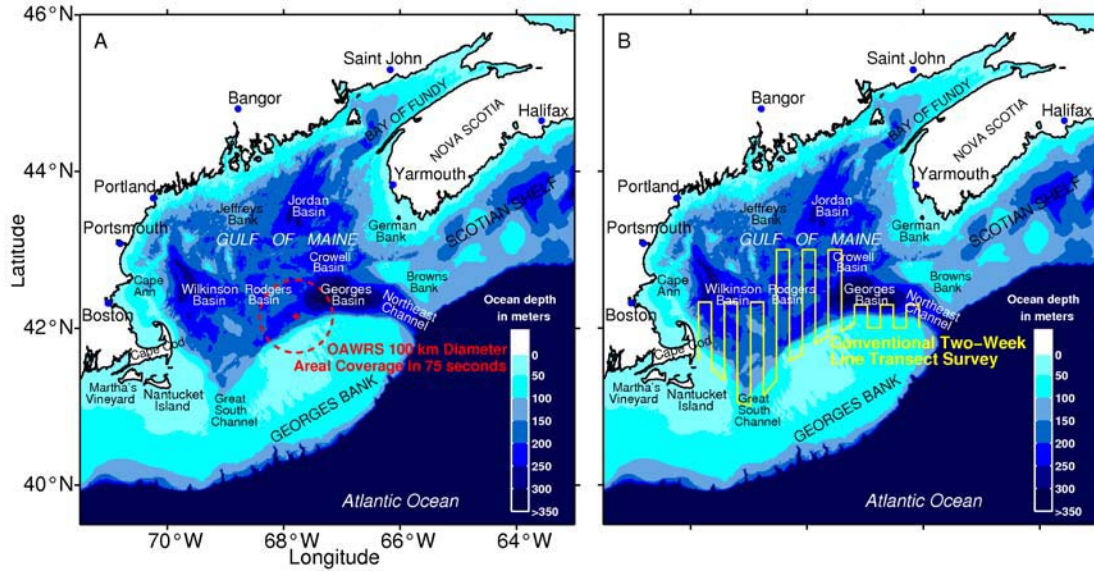 46°N
44°N
42°N
40°N
Latitude
70°W
68°W
66°W
64°W
Longitude
A
Saint John
Bangor
BAY OF FUNDY
Halifax
NOVA SCOTIA
Yarmouth
Portland
Jordan
Basin
Jeffreys
Bank
SCOTIAN SHELF
Portsmouth
German
Bank
GULF OF MAINE
Crowell
Basin
Browns
Bank
Cape
Ann
Wilkinson
Basin
Rodgers
Basin
Georges
Basin
Northeast
Channel
Boston
Cape Cod
OAWRS 100 km Diameter
Areal Coverage in 75 seconds
Martha's
Vineyard
Nantucket
Island
Great
South
Channel
GEORGES BANK
Atlantic Ocean
Ocean depth
in meters
0
50
100
150
200
250
300
>350
B
Saint John
Bangor
BAY OF FUNDY
Halifax
NOVA SCOTIA
Yarmouth
Portland
Jordan
Basin
Jeffreys
Bank
SCOTIAN SHELF
Portsmouth
German
Bank
GULF OF MAINE
Crowell
Basin
Browns
Bank
Cape
Ann
Wilkinson
Basin
Rodgers
Basin
Georges
Basin
Northeast
Channel
Boston
Cape Cod
Conventional Two-Week
Line Transect Survey
Martha's
Vineyard
Nantucket
Island
Great
South
Channel
GEORGES BANK
Atlantic Ocean
Ocean depth
in meters
0
50
100
150
200
250
300
>350